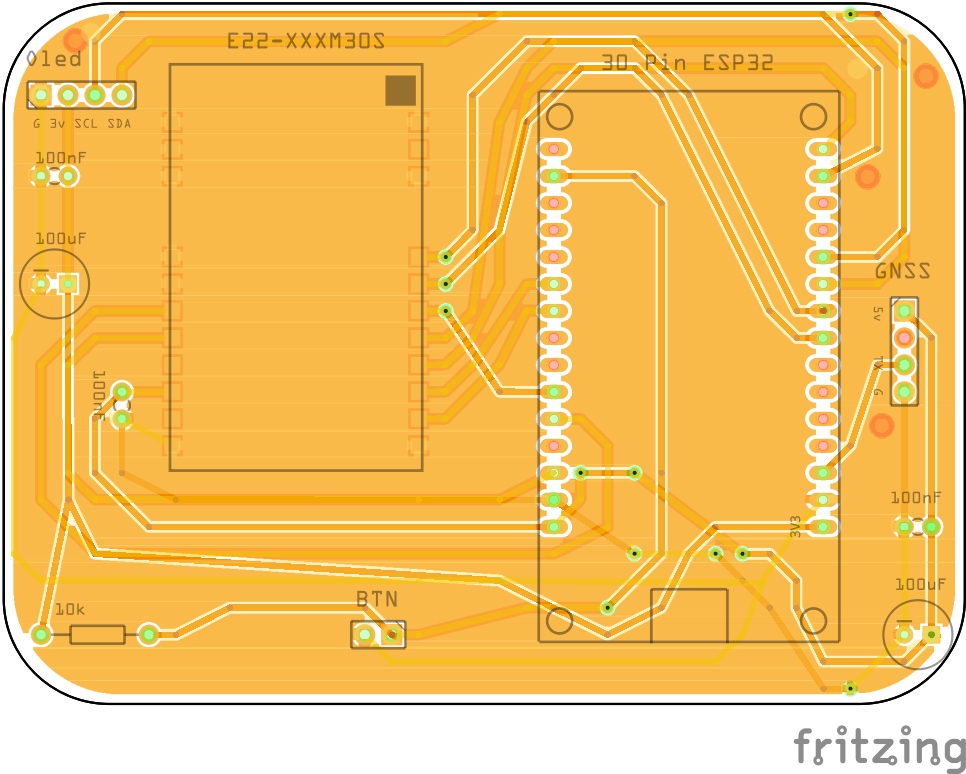 E22-XXXM30S
Oled
30 Pin ESP32
G 3v SCL SDA
100nF
100uF
GNSS
5v
TX
G
100nF
100nF
3V3
100uF
BTN
10k
fritzing